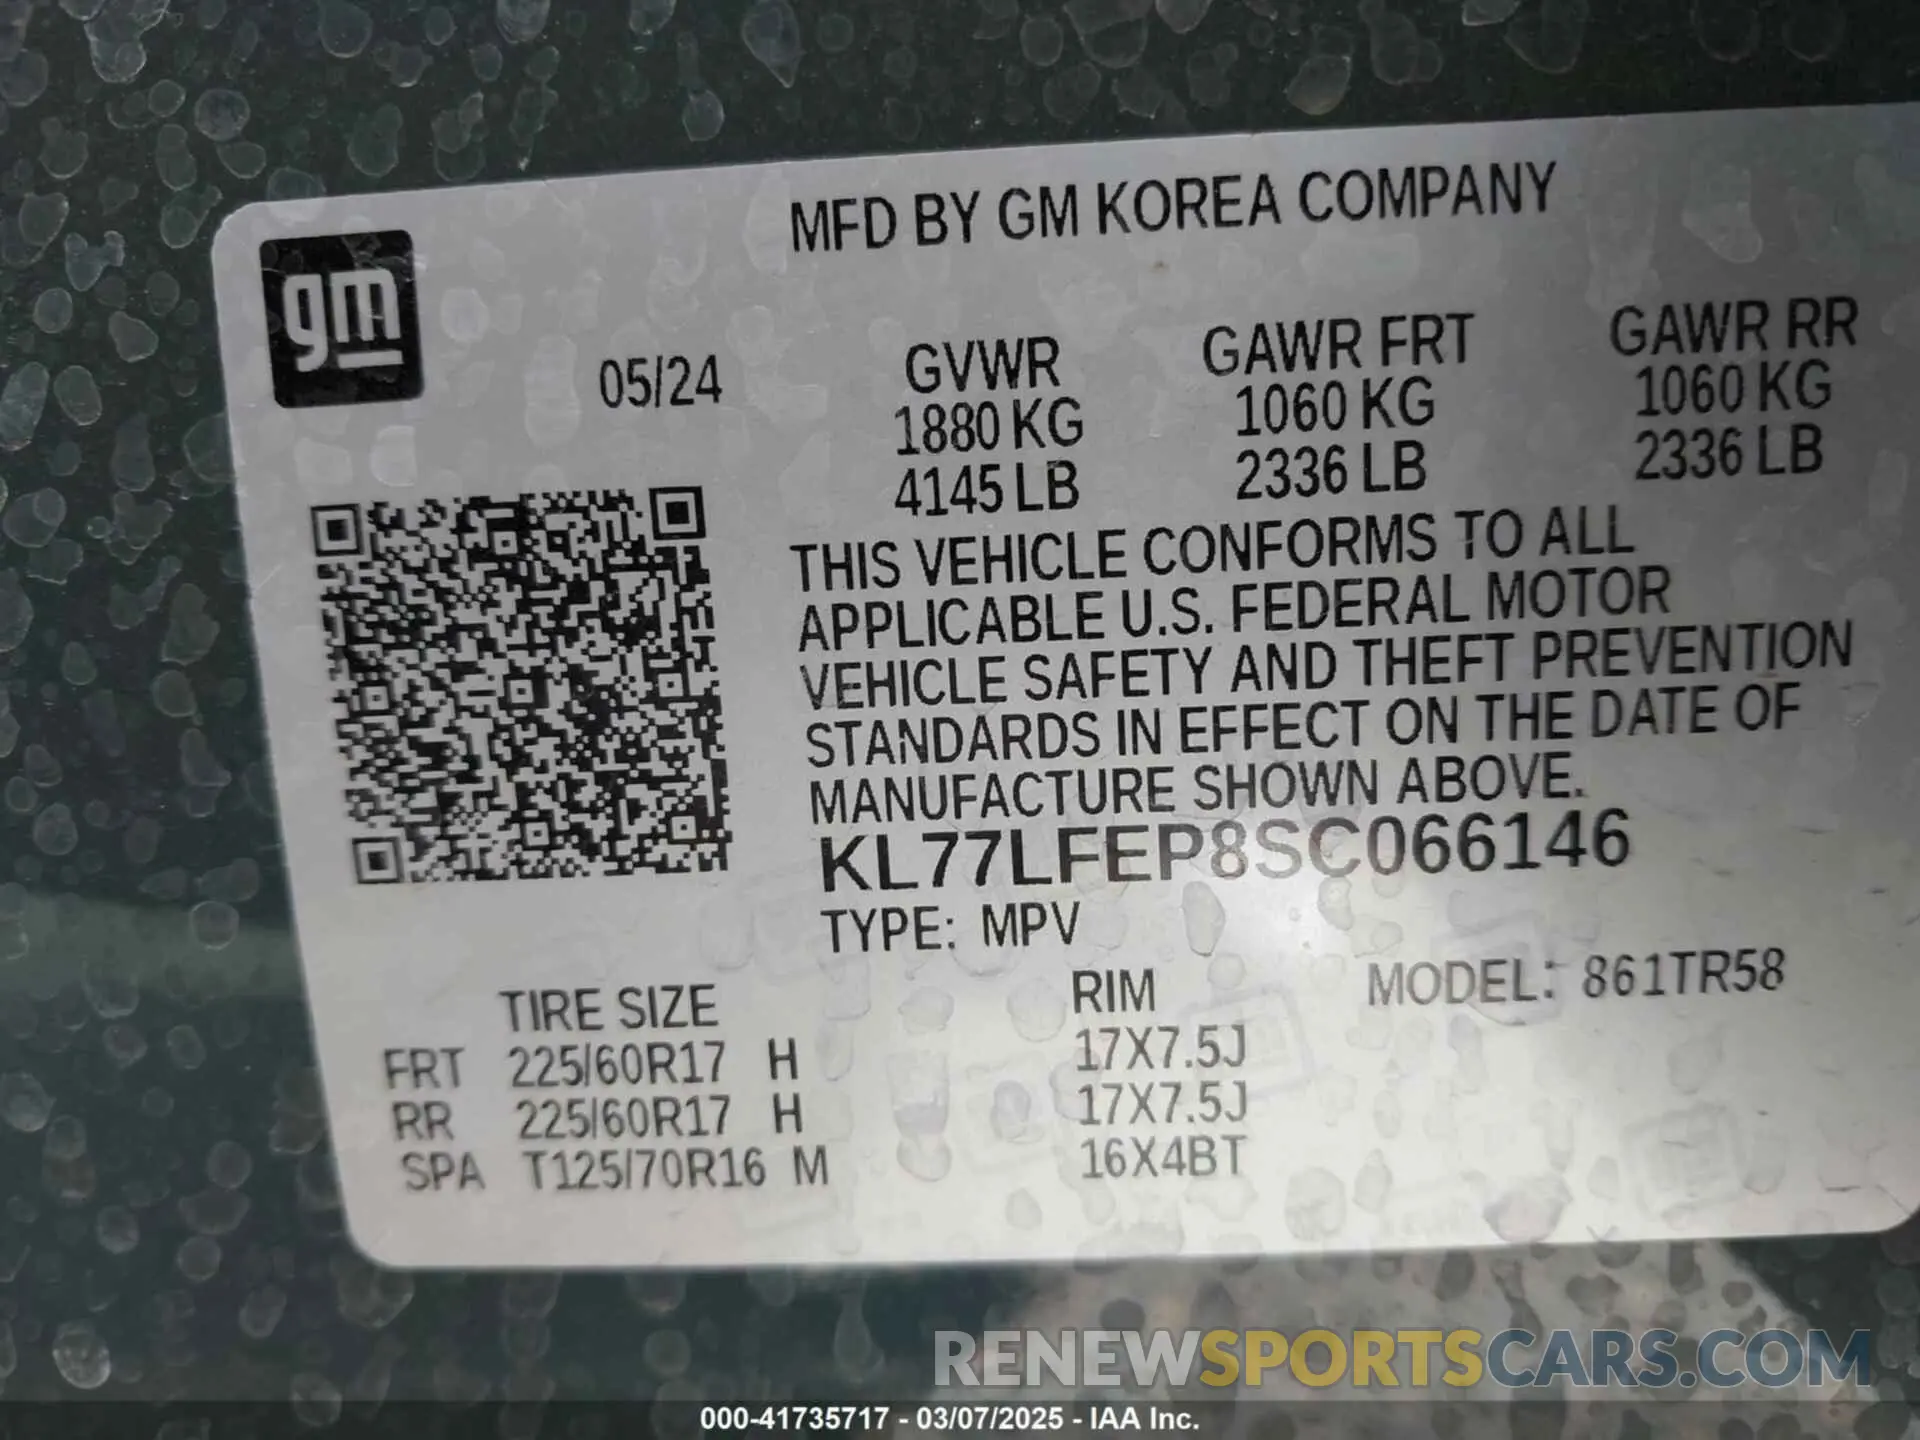 MFD BY GM KOREA COMPANY
gm
05/24
GVWR
1880 KG
4145 LB
GAWR FRT
1060 KG
2336 LB
GAWR RR
1060 KG
2336 LB
THIS VEHICLE CONFORMS TO ALL
APPLICABLE U.S. FEDERAL MOTOR
VEHICLE SAFETY AND THEFT PREVENTION
STANDARDS IN EFFECT ON THE DATE OF
MANUFACTURE SHOWN ABOVE.
KL77LFEP8SC066146
TYPE: MPV
MODEL: 861TR58
TIRE SIZE RIM
FRT 225/60R17 H 17X7.5J
RR 225/60R17 H 17X7.5J
SPA T125/70R16 M 16X4BT
RENEWSPORTSCARS.COM
000-41735717 - 03/07/2025 - IAA Inc.